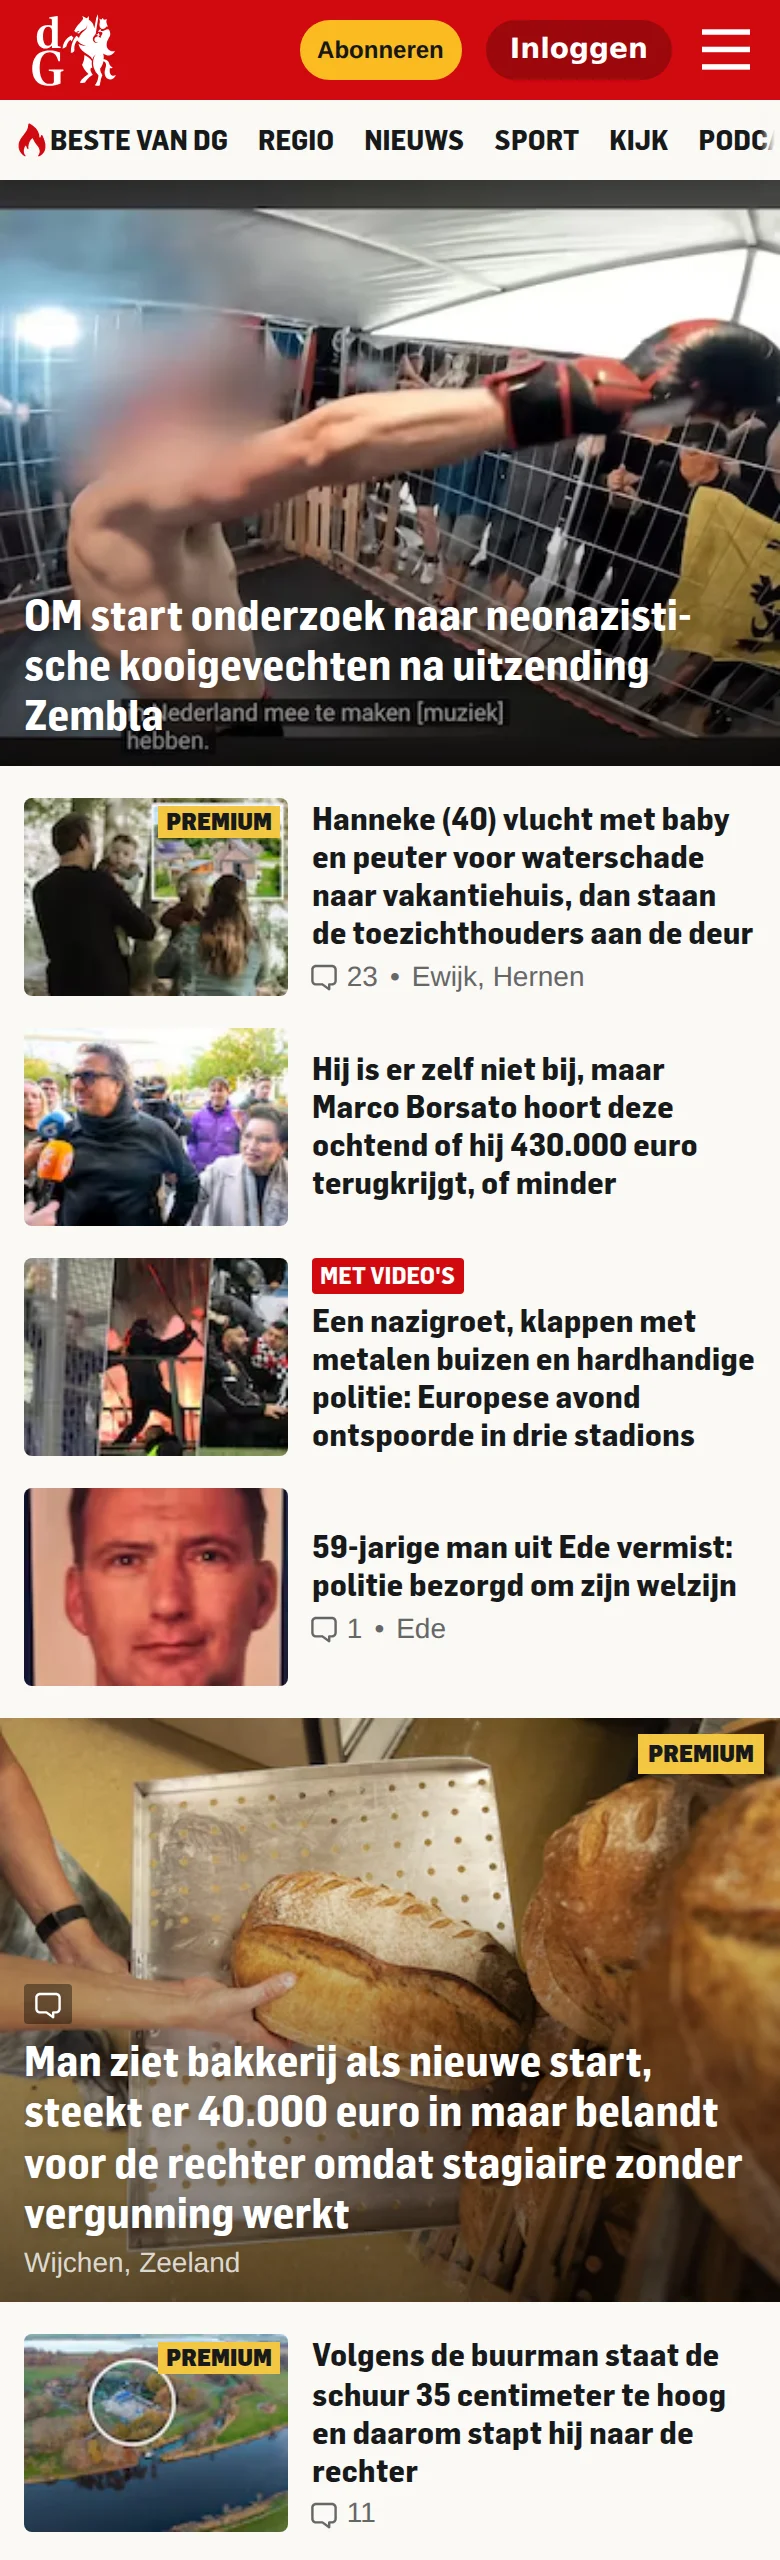 d
G
Abonneren
Inloggen
BESTE VAN DG
REGIO
NIEUWS
SPORT
KIJK
PODCA
OM start onderzoek naar neonazisti-
sche kooigevechten na uitzending
Zembla
Nederland mee te maken [muziek]
hebben.
PREMIUM
Hanneke (40) vlucht met baby
en peuter voor waterschade
naar vakantiehuis, dan staan
de toezichthouders aan de deur
23 • Ewijk, Hernen
Hij is er zelf niet bij, maar
Marco Borsato hoort deze
ochtend of hij 430.000 euro
terugkrijgt, of minder
MET VIDEO'S
Een nazigroet, klappen met
metalen buizen en hardhandige
politie: Europese avond
ontspoorde in drie stadions
59-jarige man uit Ede vermist:
politie bezorgd om zijn welzijn
1 • Ede
PREMIUM
Man ziet bakkerij als nieuwe start,
steekt er 40.000 euro in maar belandt
voor de rechter omdat stagiaire zonder
vergunning werkt
Wijchen, Zeeland
PREMIUM
Volgens de buurman staat de
schuur 35 centimeter te hoog
en daarom stapt hij naar de
rechter
11